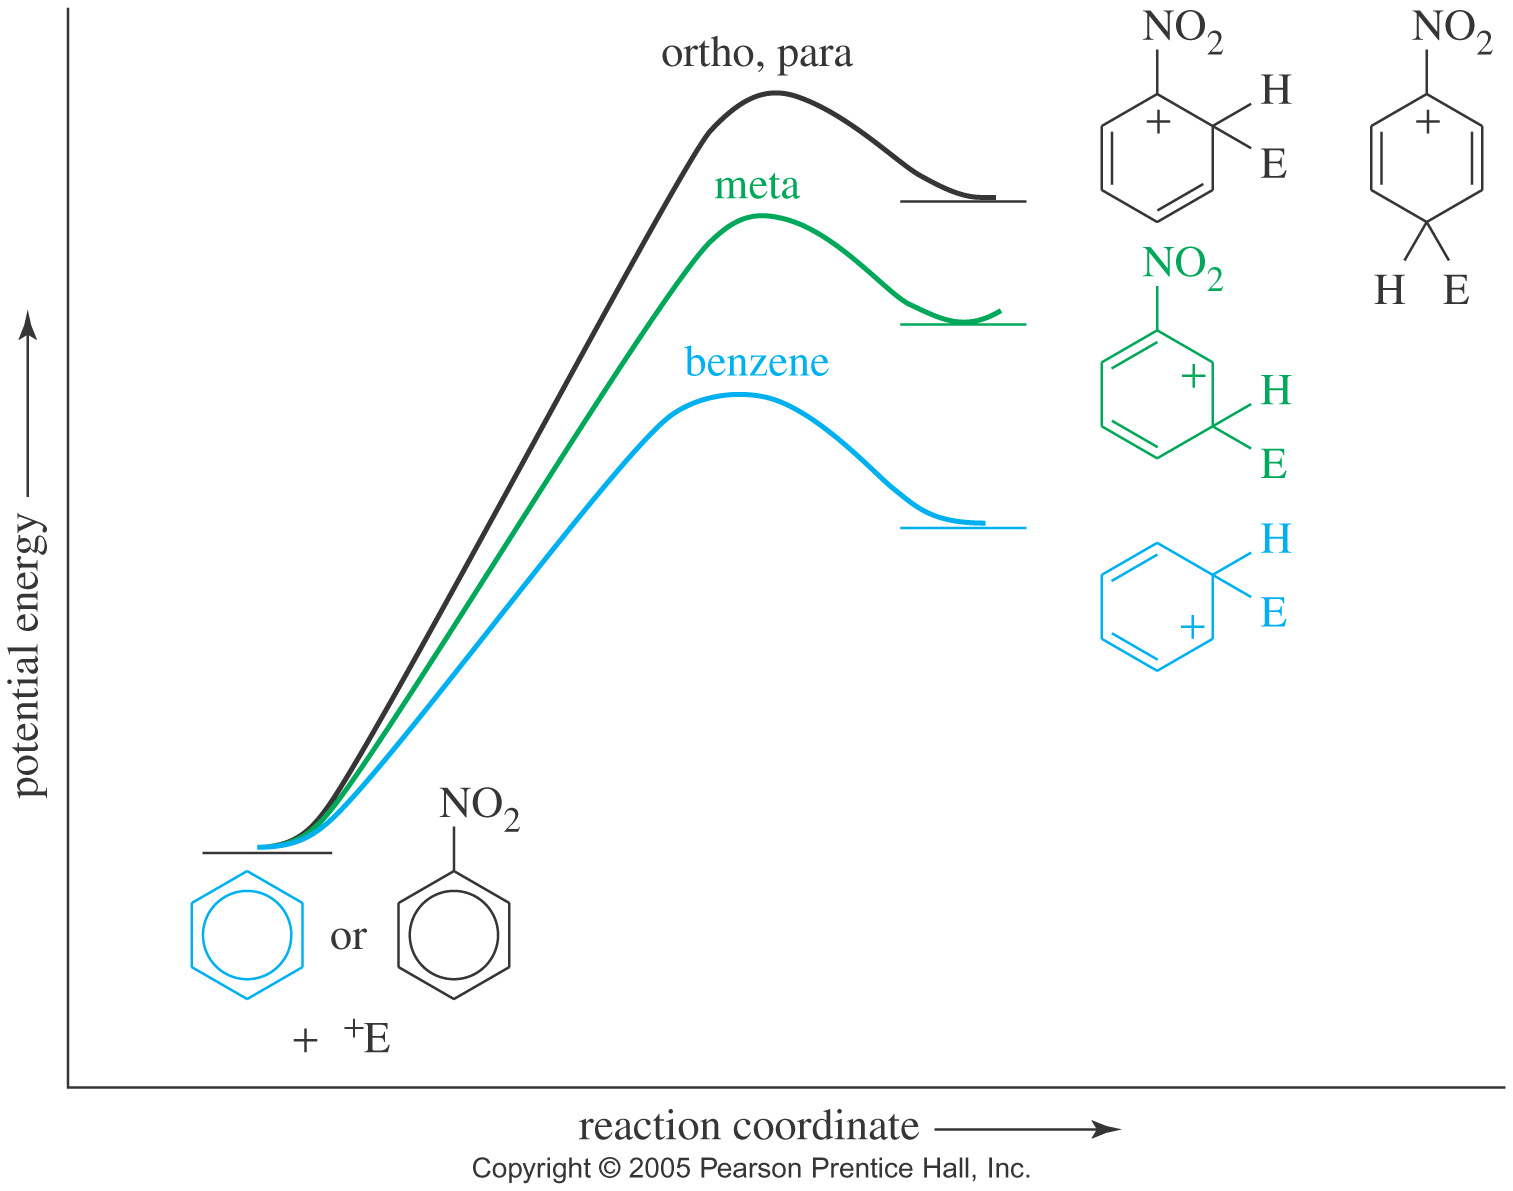 ortho, para
NO2
H
+
E
NO2
+
H E
meta
NO2
+
H
E
benzene
H
E
+
potential energy
NO2
or
+ +E
reaction coordinate
Copyright © 2005 Pearson Prentice Hall, Inc.